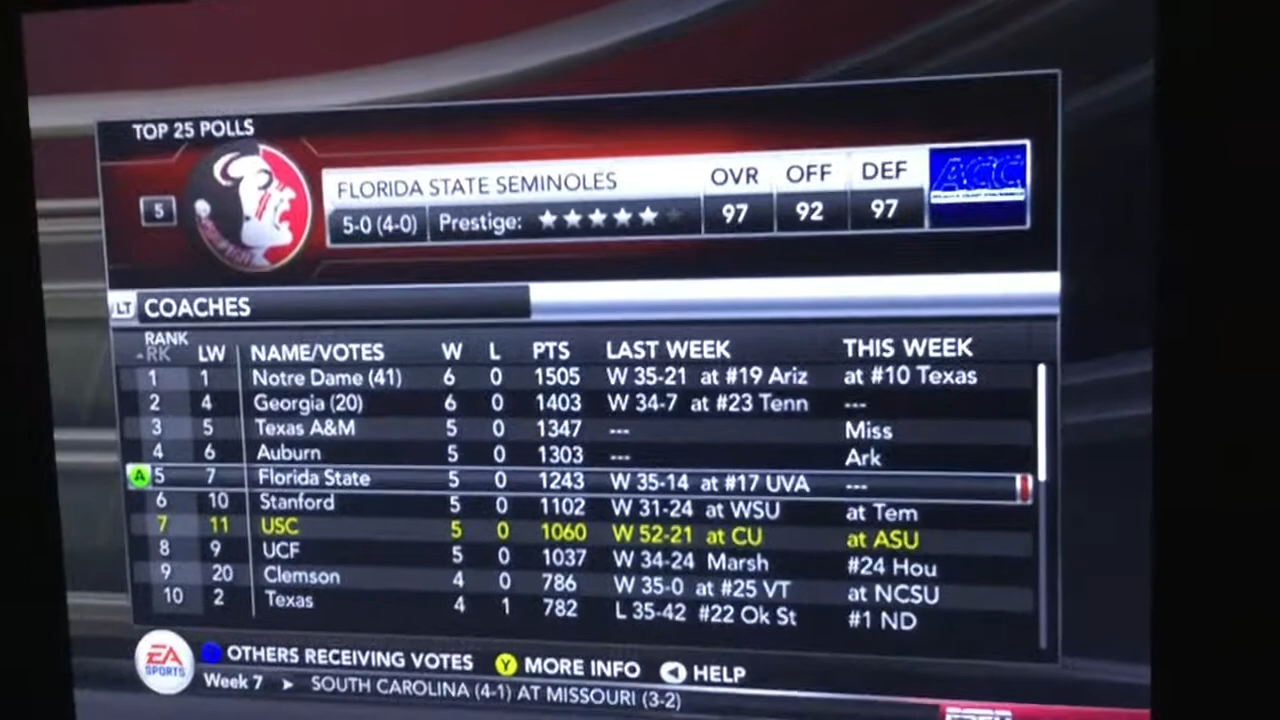 TOP 25 POLLS
5
FLORIDA STATE SEMINOLES OVR OFF DEF ACC
5-0 (4-0) Prestige: 97 92 97
LT COACHES
RANK
RK LW NAME/VOTES W L PTS LAST WEEK THIS WEEK
1 1 Notre Dame (41) 6 0 1505 W 35-21 at #19 Ariz at #10 Texas
2 4 Georgia (20) 6 0 1403 W 34-7 at #23 Tenn ---
3 5 Texas A&M 5 0 1347 --- Miss
4 6 Auburn 5 0 1303 --- Ark
A 5 7 Florida State 5 0 1243 W 35-14 at #17 UVA ---
6 10 Stanford 5 0 1102 W 31-24 at WSU at Tem
7 11 USC 5 0 1060 W 52-21 at CU at ASU
8 9 UCF 5 0 1037 W 34-24 Marsh #24 Hou
9 20 Clemson 4 0 786 W 35-0 at #25 VT at NCSU
10 2 Texas 4 1 782 L 35-42 #22 Ok St #1 ND
EA SPORTS
OTHERS RECEIVING VOTES Y MORE INFO HELP
Week 7 SOUTH CAROLINA (4-1) AT MISSOURI (3-2)